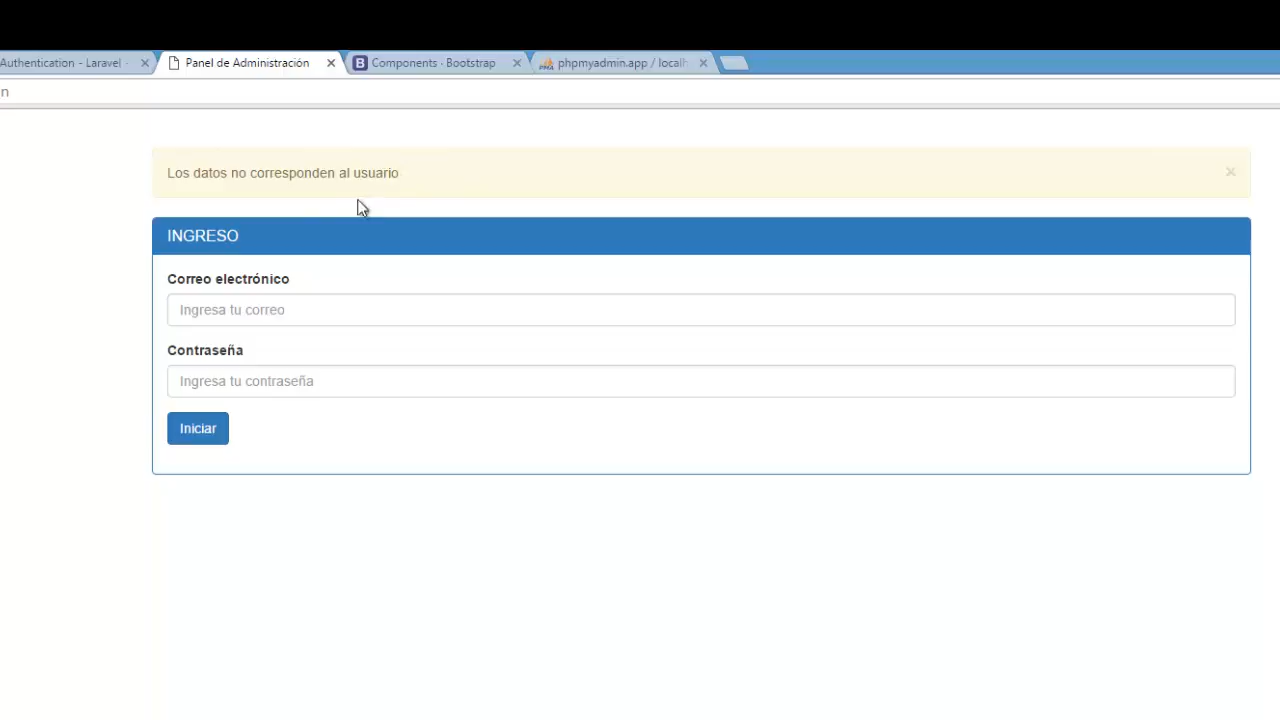 Authentication - Laravel -
Panel de Administración
Components · Bootstrap
phpmyadmin.app / localh
n
Los datos no corresponden al usuario
×
INGRESO
Correo electrónico
Ingresa tu correo
Contraseña
Ingresa tu contraseña
Iniciar